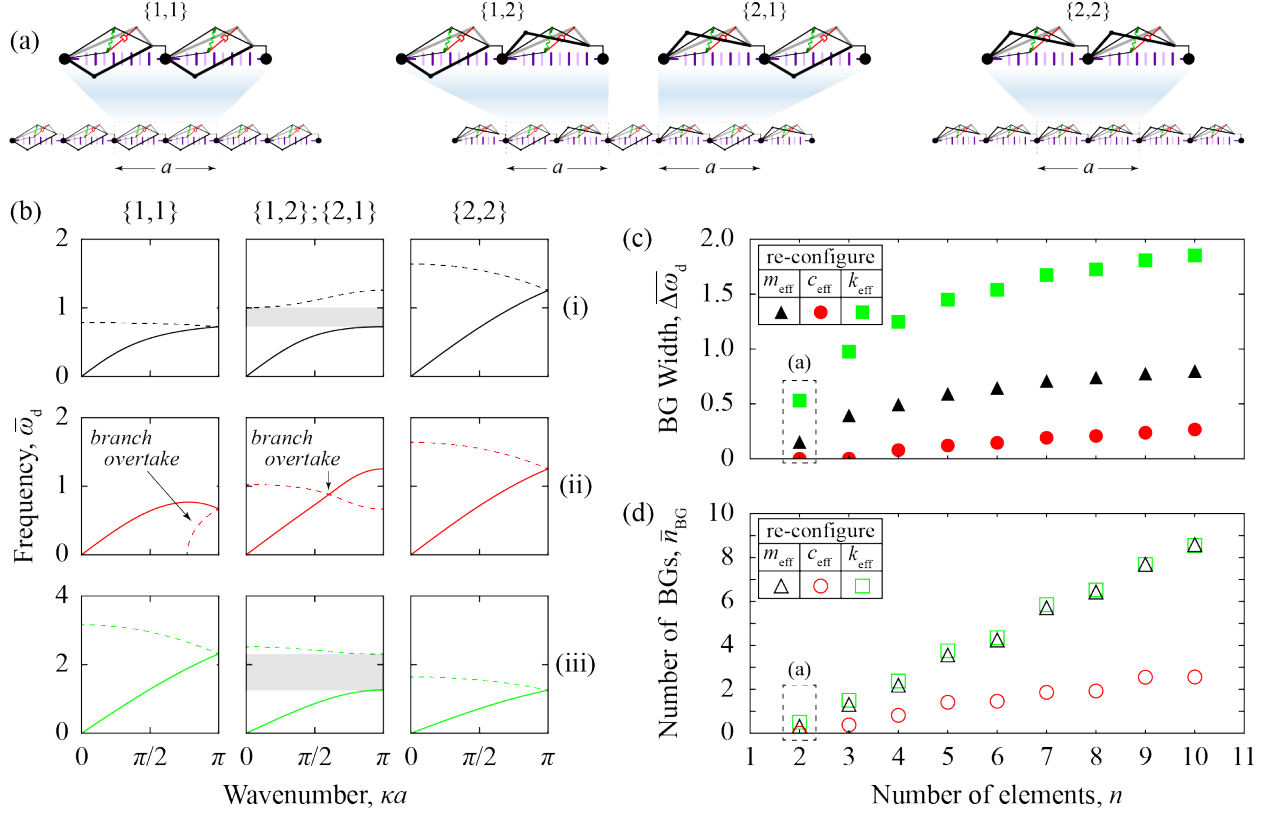 {1,1}
{1,2}
{2,1}
{2,2}
(a)
a
a
a
a
(b)
{1,1}
{1,2};{2,1}
{2,2}
2
1
0
(i)
2
1
0
branch
overtake
branch
overtake
(ii)
4
2
0
(iii)
0
π/2
π
0
π/2
π
0
π/2
π
Frequency, ω̅d
Wavenumber, κa
(c)
2.0
1.5
1.0
0.5
0
BG Width, Δω̅d
re-configure
meff
ceff
keff
(a)
(d)
10
8
6
4
2
0
Number of BGs, n̅BG
re-configure
meff
ceff
keff
(a)
1
2
3
4
5
6
7
8
9
10
11
Number of elements, n